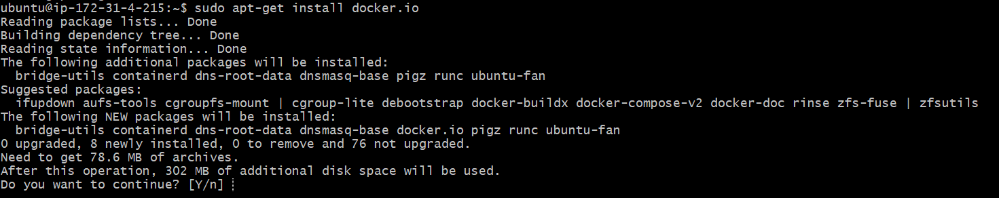 ubuntu@ip-172-31-4-215:~$ sudo apt-get install docker.io
Reading package lists... Done
Building dependency tree... Done
Reading state information... Done
The following additional packages will be installed:
  bridge-utils containerd dns-root-data dnsmasq-base pigz runc ubuntu-fan
Suggested packages:
  ifupdown aufs-tools cgroupfs-mount | cgroup-lite debootstrap docker-buildx docker-compose-v2 docker-doc rinse zfs-fuse | zfsutils
The following NEW packages will be installed:
  bridge-utils containerd dns-root-data dnsmasq-base docker.io pigz runc ubuntu-fan
0 upgraded, 8 newly installed, 0 to remove and 76 not upgraded.
Need to get 78.6 MB of archives.
After this operation, 302 MB of additional disk space will be used.
Do you want to continue? [Y/n]